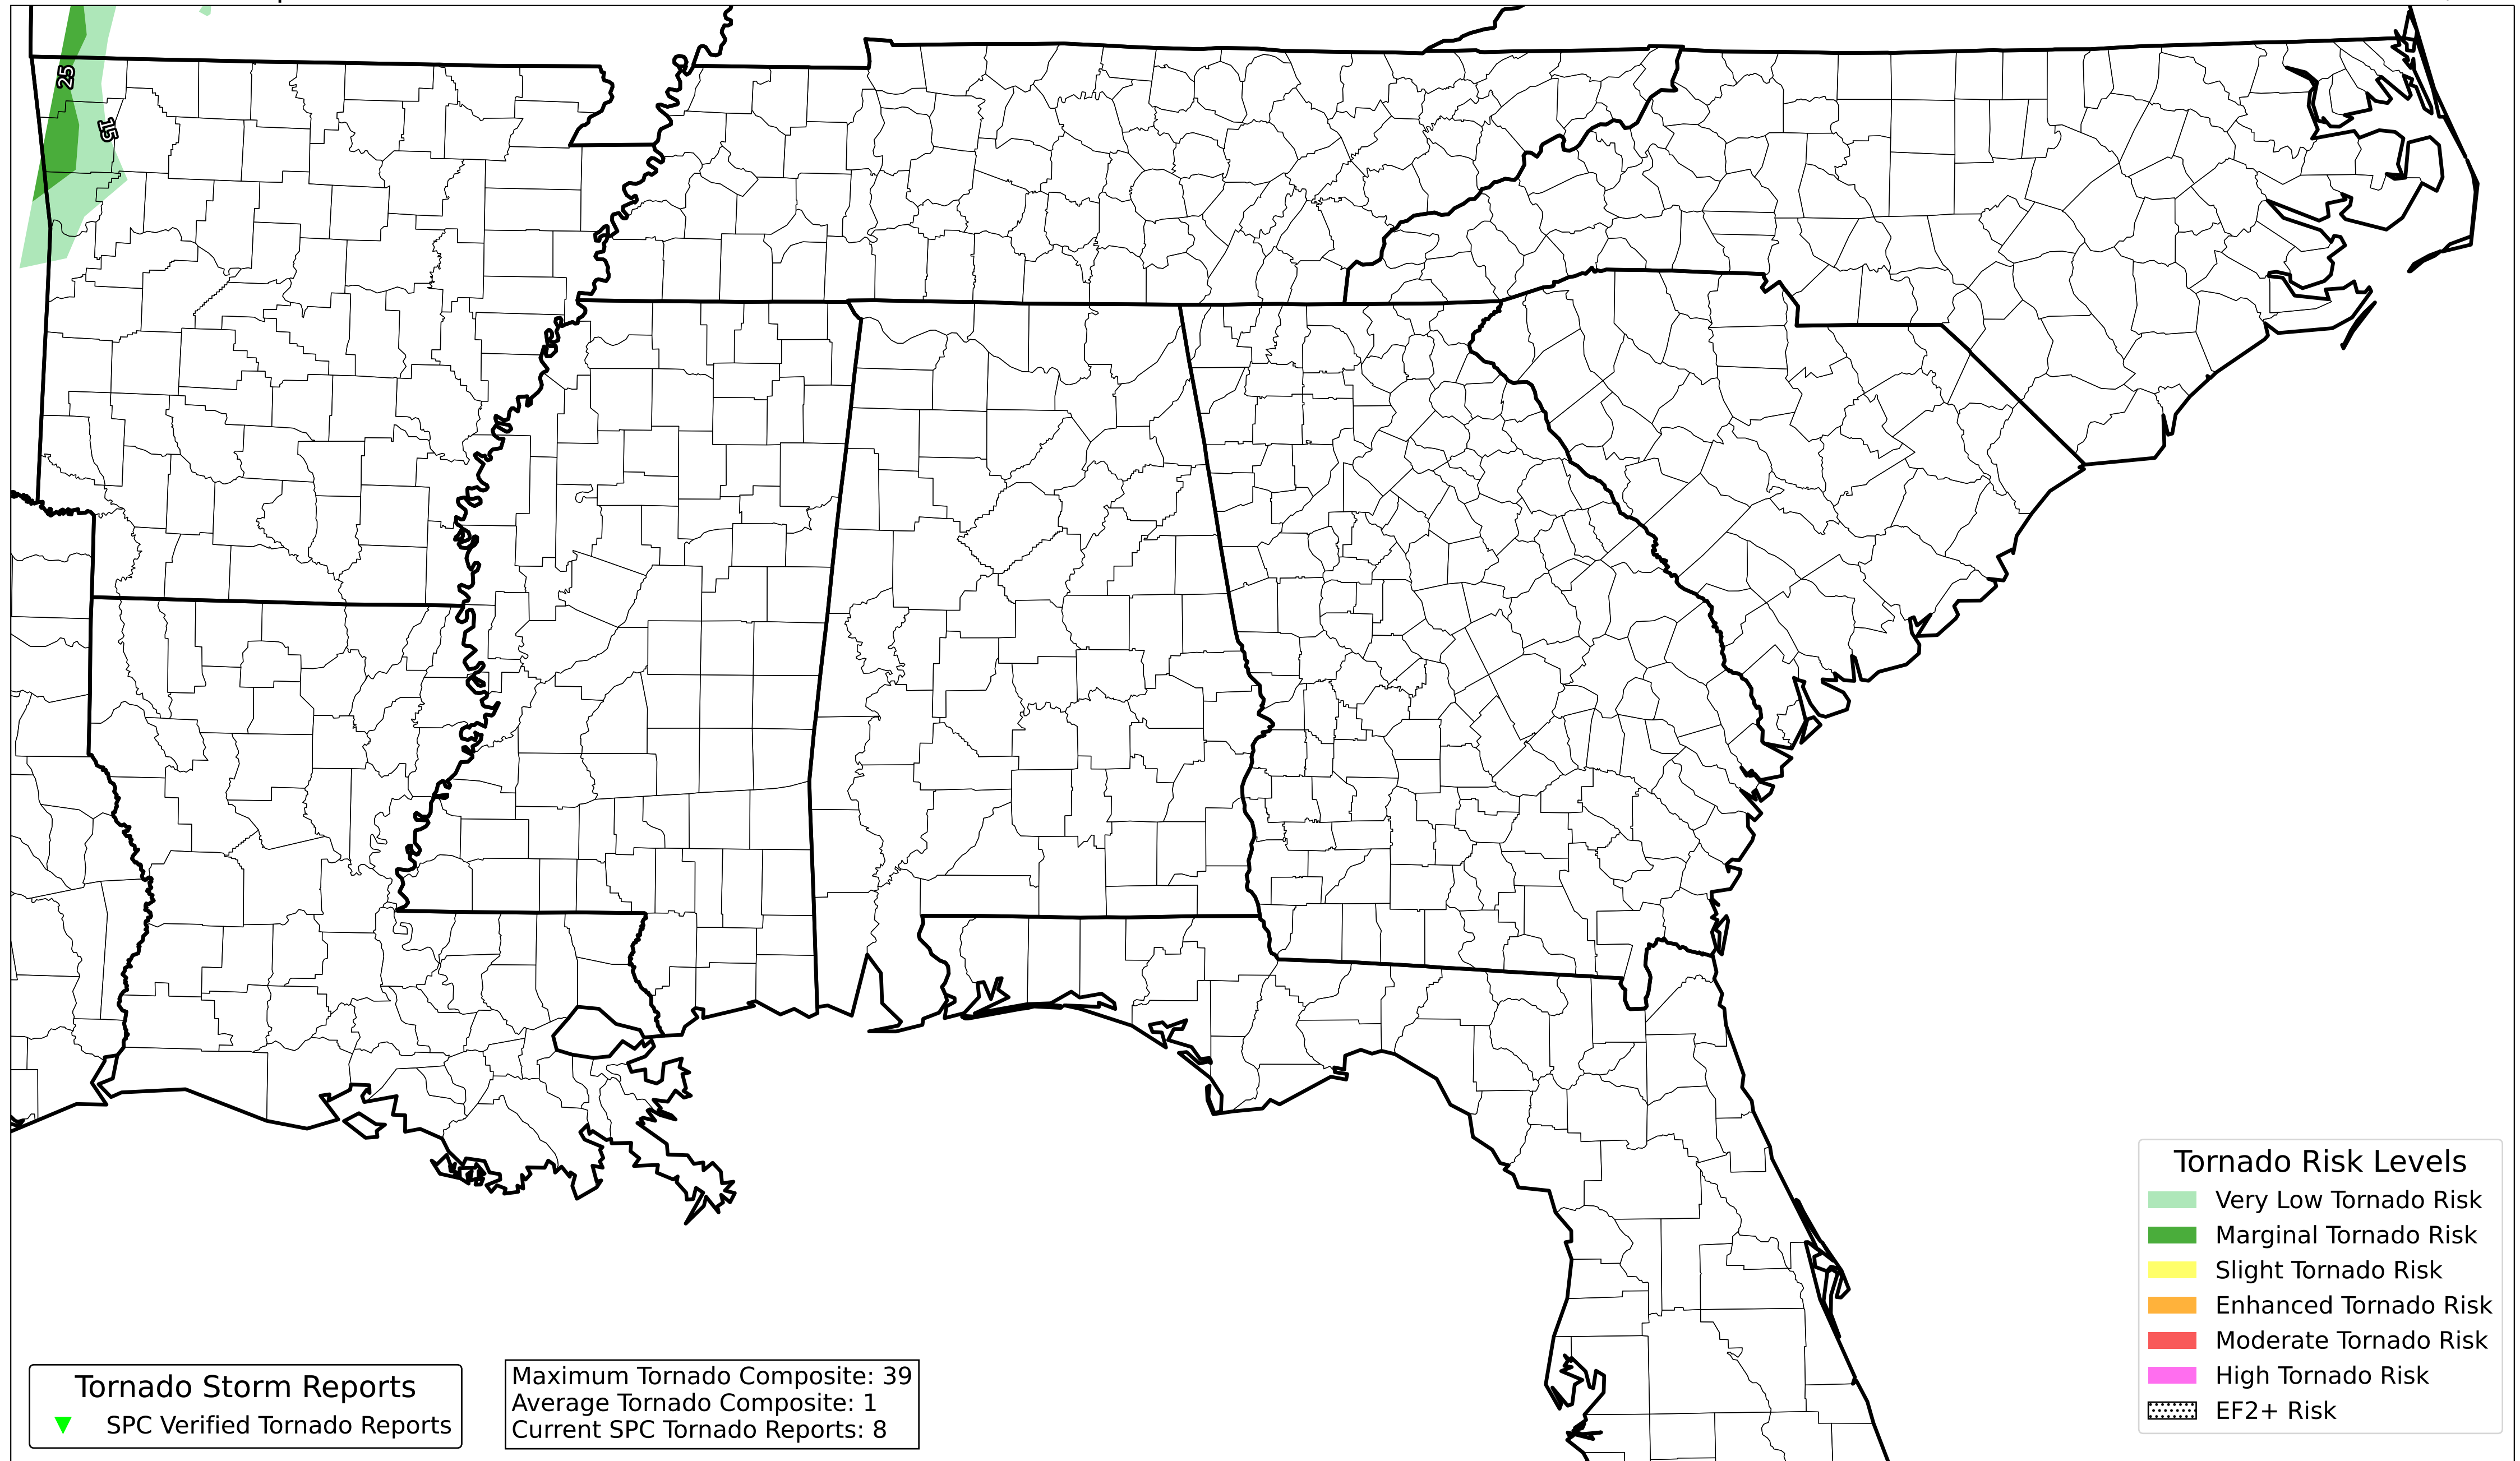 25
15
Tornado Risk Levels
Very Low Tornado Risk
Marginal Tornado Risk
Slight Tornado Risk
Enhanced Tornado Risk
Moderate Tornado Risk
High Tornado Risk
EF2+ Risk
Tornado Storm Reports
SPC Verified Tornado Reports
Maximum Tornado Composite: 39
Average Tornado Composite: 1
Current SPC Tornado Reports: 8